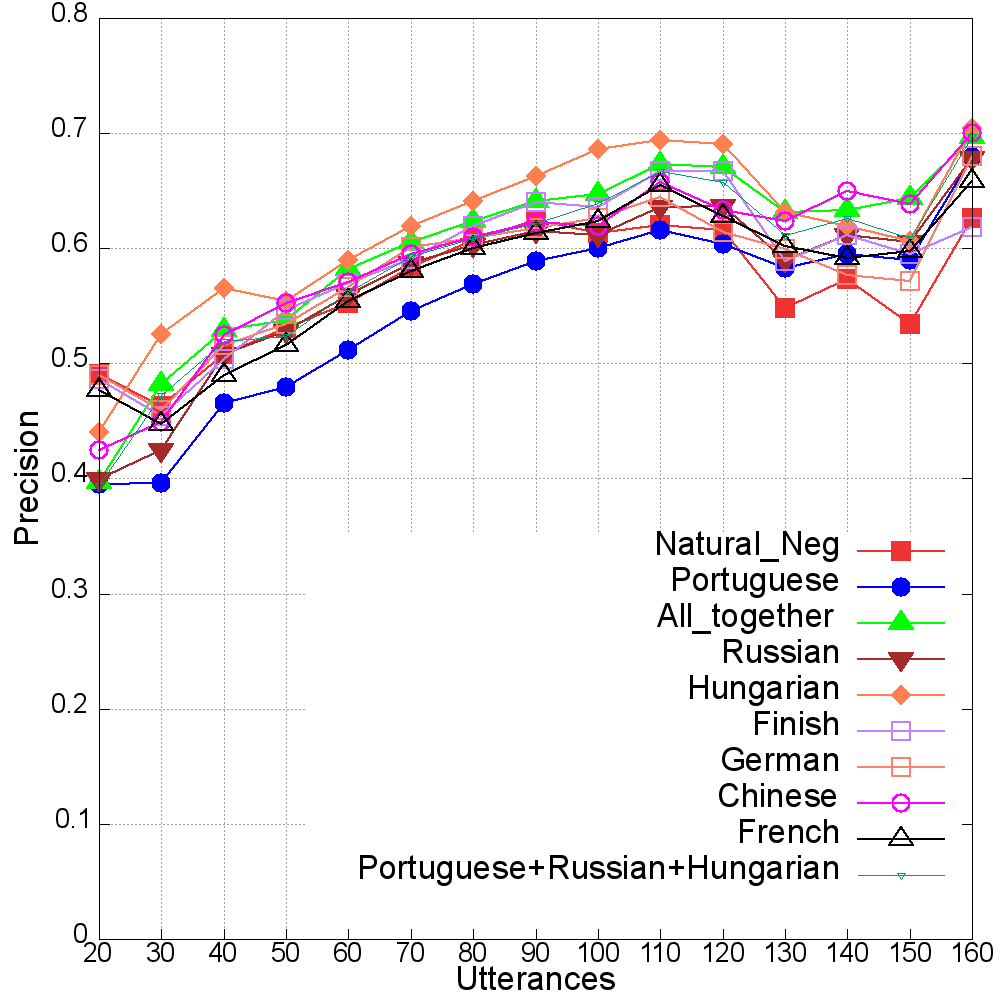 0.8
0.7
0.6
0.5
0.4
0.3
0.2
0.1
0
Precision
Natural_Neg
Portuguese
All_together
Russian
Hungarian
Finish
German
Chinese
French
Portuguese+Russian+Hungarian
20 30 40 50 60 70 80 90 100 110 120 130 140 150 160
Utterances